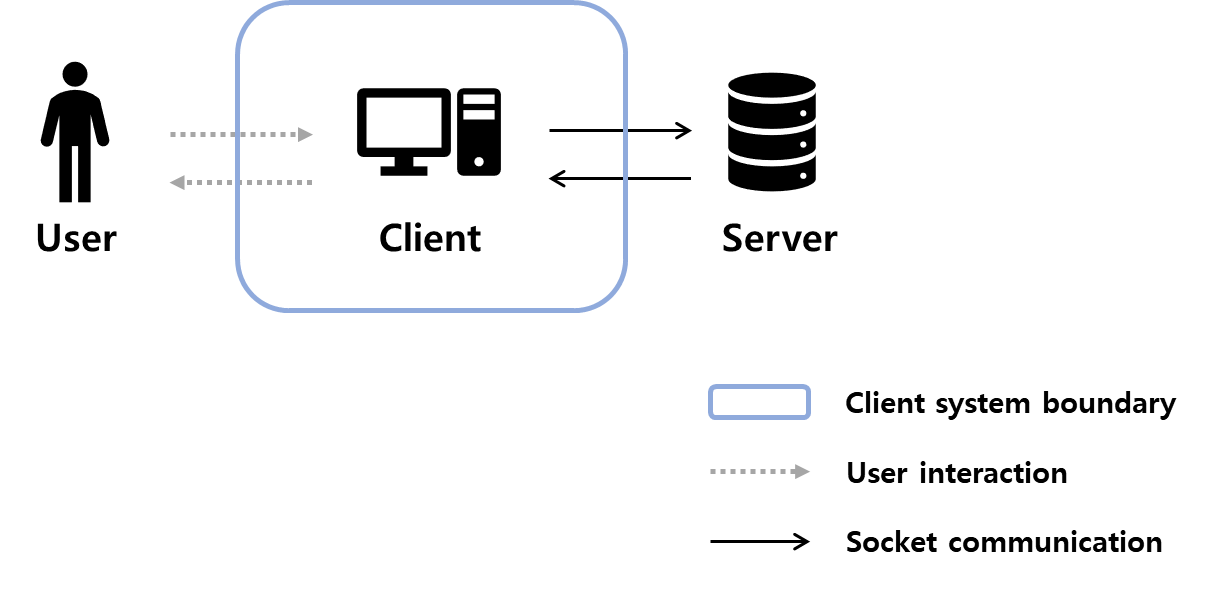 User
Client
Server
Client system boundary
User interaction
Socket communication